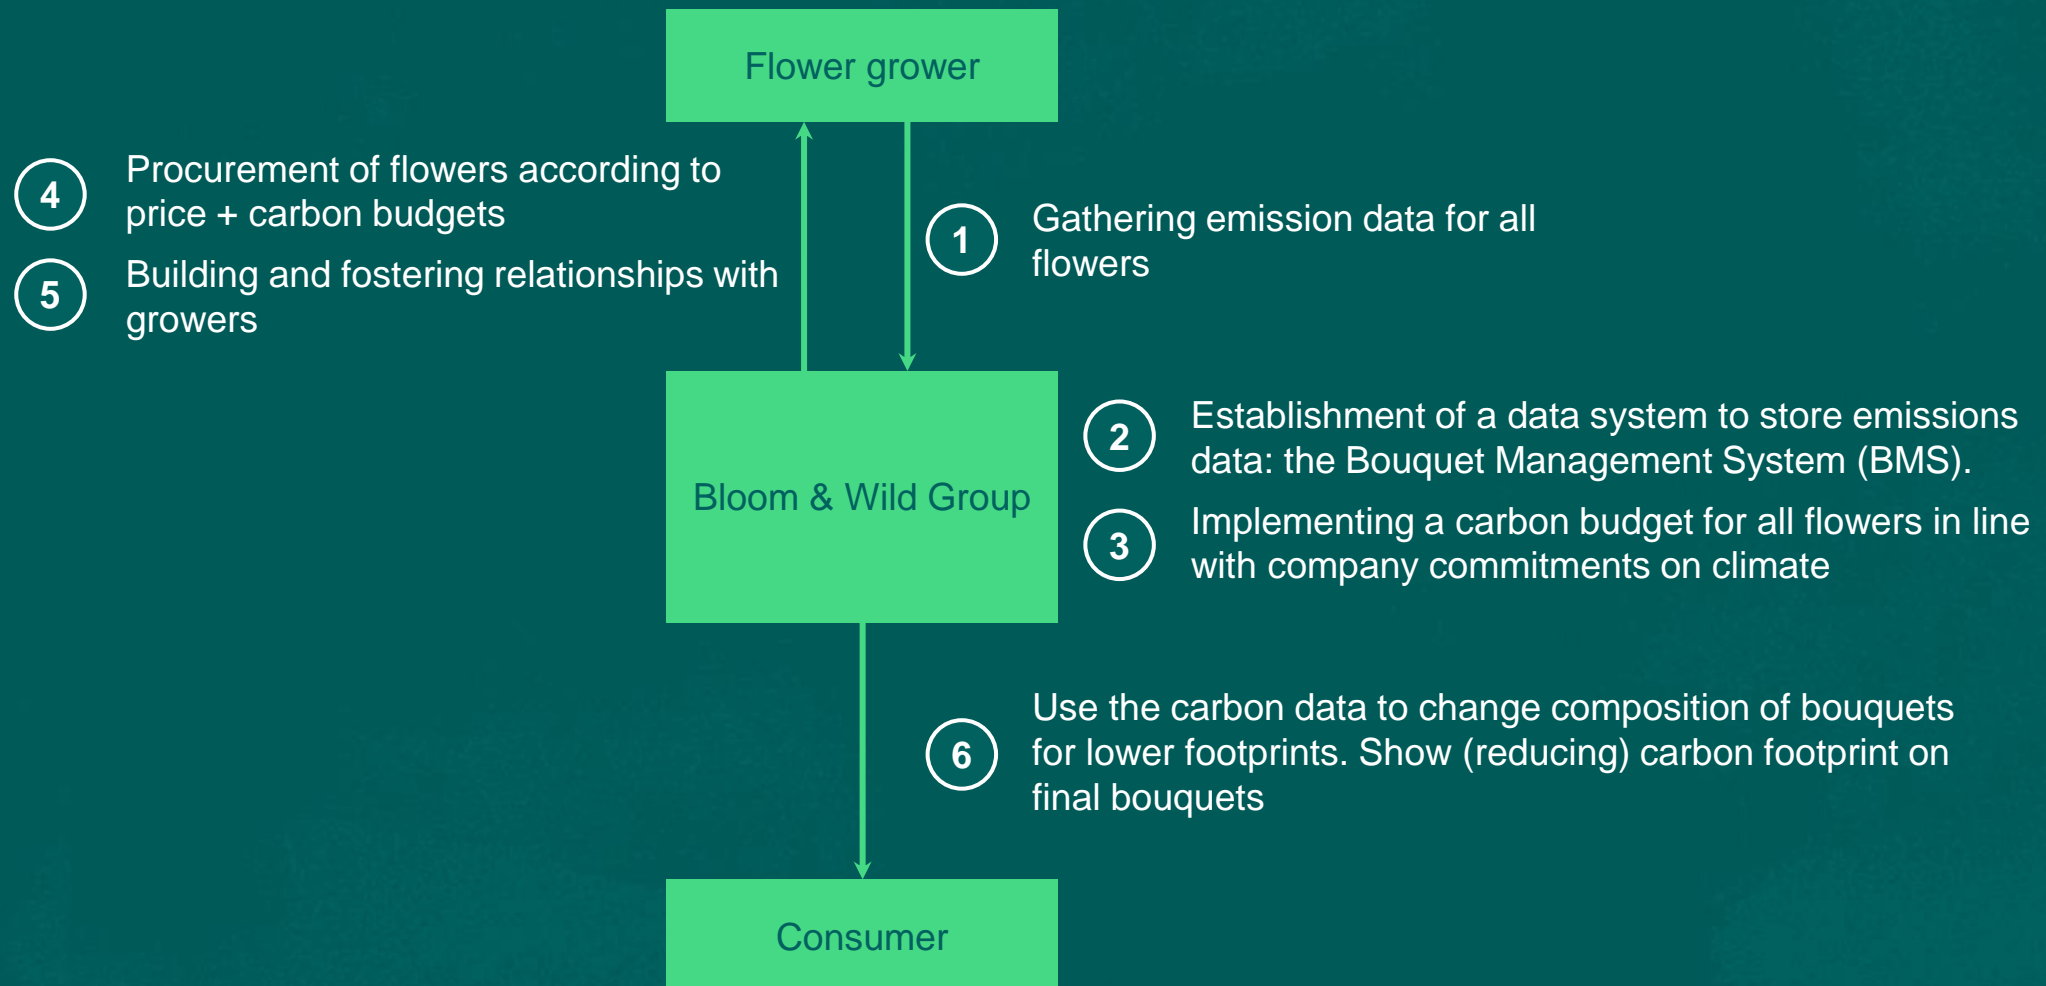 Flower grower
4
Procurement of flowers according to
price + carbon budgets
5
Building and fostering relationships with
growers
1
Gathering emission data for all
flowers
Bloom & Wild Group
2
Establishment of a data system to store emissions
data: the Bouquet Management System (BMS).
3
Implementing a carbon budget for all flowers in line
with company commitments on climate
6
Use the carbon data to change composition of bouquets
for lower footprints. Show (reducing) carbon footprint on
final bouquets
Consumer